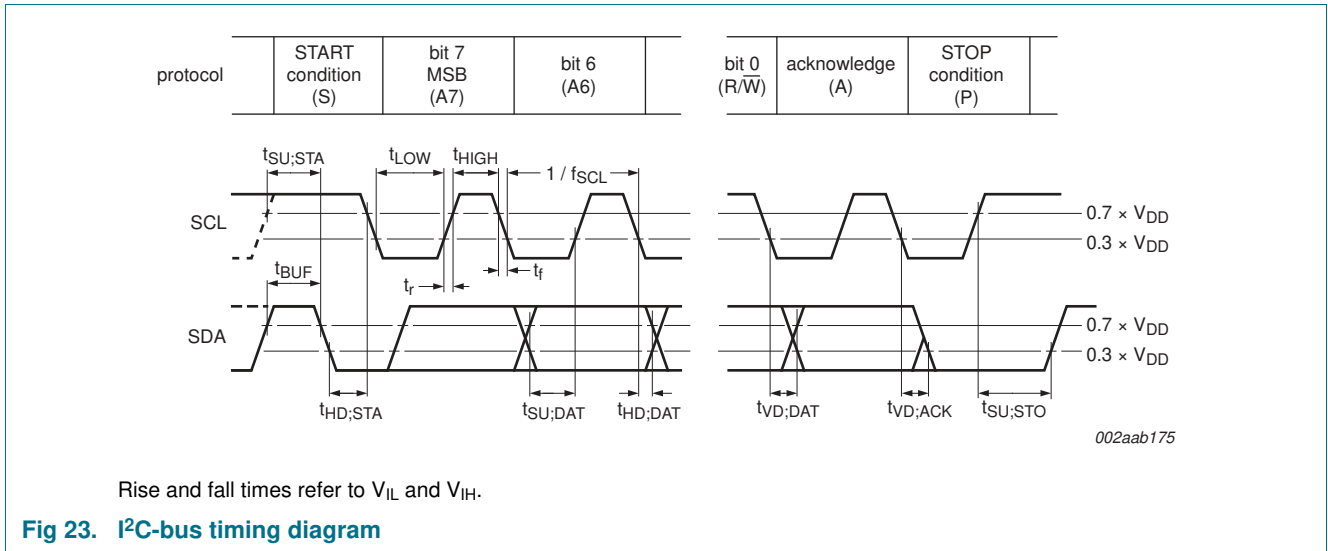 protocol
START
condition
(S)
bit 7
MSB
(A7)
bit 6
(A6)
bit 0
(R/W̅)
acknowledge
(A)
STOP
condition
(P)
tSU;STA
tLOW
tHIGH
1 / fSCL
SCL
0.7 × VDD
0.3 × VDD
tBUF
tr
tf
SDA
0.7 × VDD
0.3 × VDD
tHD;STA
tSU;DAT
tHD;DAT
tVD;DAT
tVD;ACK
tSU;STO
002aab175
Rise and fall times refer to VIL and VIH.
Fig 23. I²C-bus timing diagram